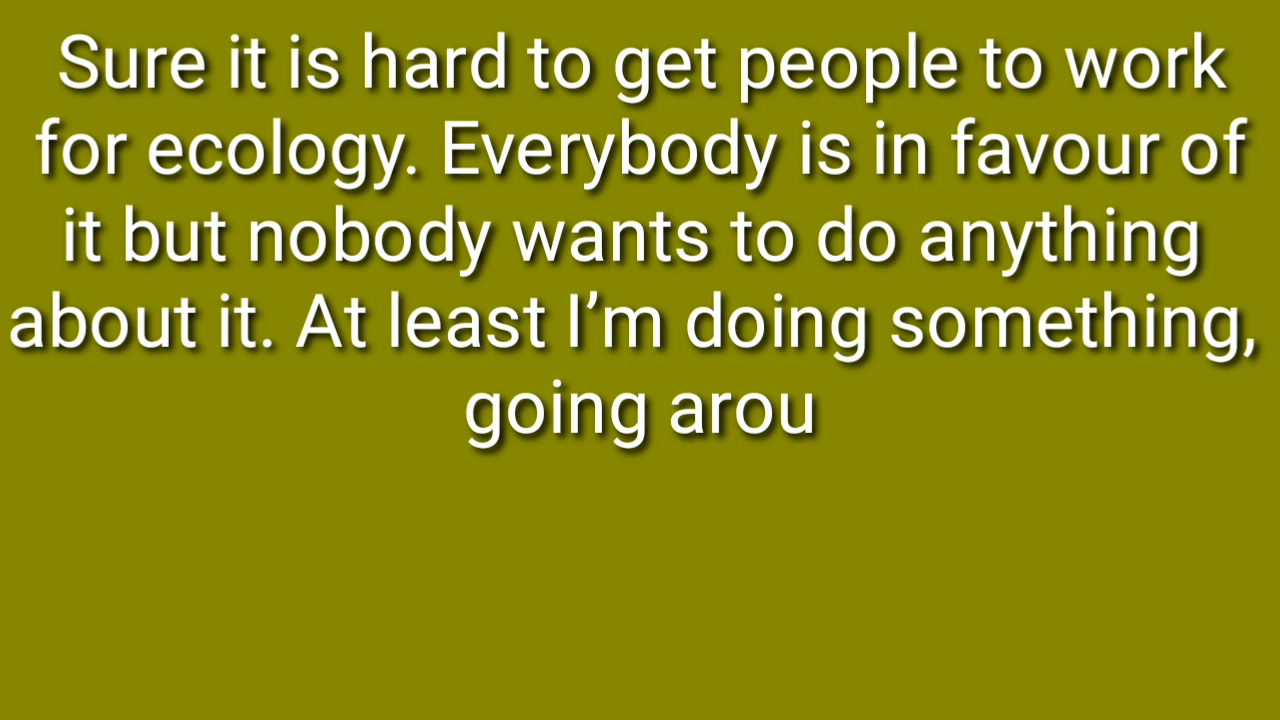 Sure it is hard to get people to work
for ecology. Everybody is in favour of
it but nobody wants to do anything
about it. At least I’m doing something,
going arou